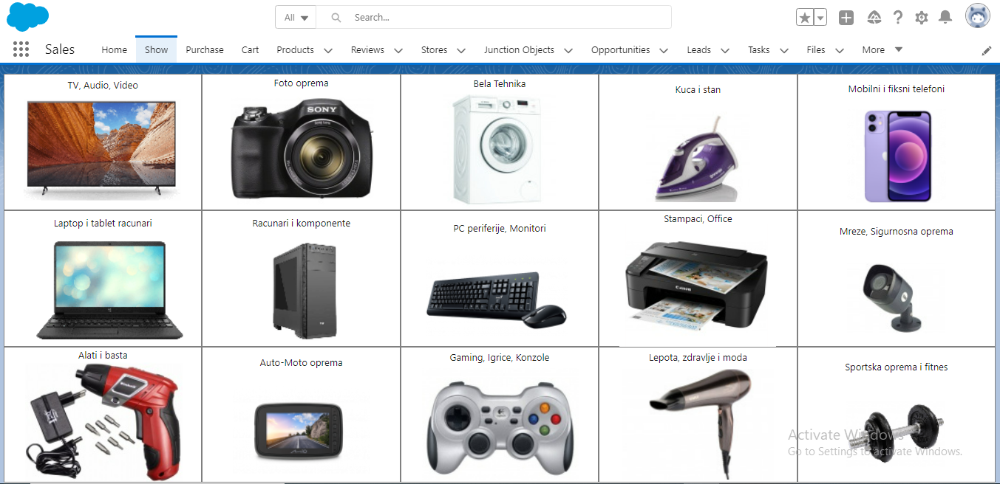 All
Search...
Sales
Home
Show
Purchase
Cart
Products
Reviews
Stores
Junction Objects
Opportunities
Leads
Tasks
Files
More
TV, Audio, Video
Foto oprema
Bela Tehnika
Kuca i stan
Mobilni i fiksni telefoni
SONY
Laptop i tablet racunari
Racunari i komponente
PC periferije, Monitori
Stampaci, Office
Mreze, Sigurnosna oprema
Canon
Alati i basta
Auto-Moto oprema
Gaming, Igrice, Konzole
Lepota, zdravlje i moda
Sportska oprema i fitnes
Logitech
MIO
Activate Windows
Go to Settings to activate Windows.